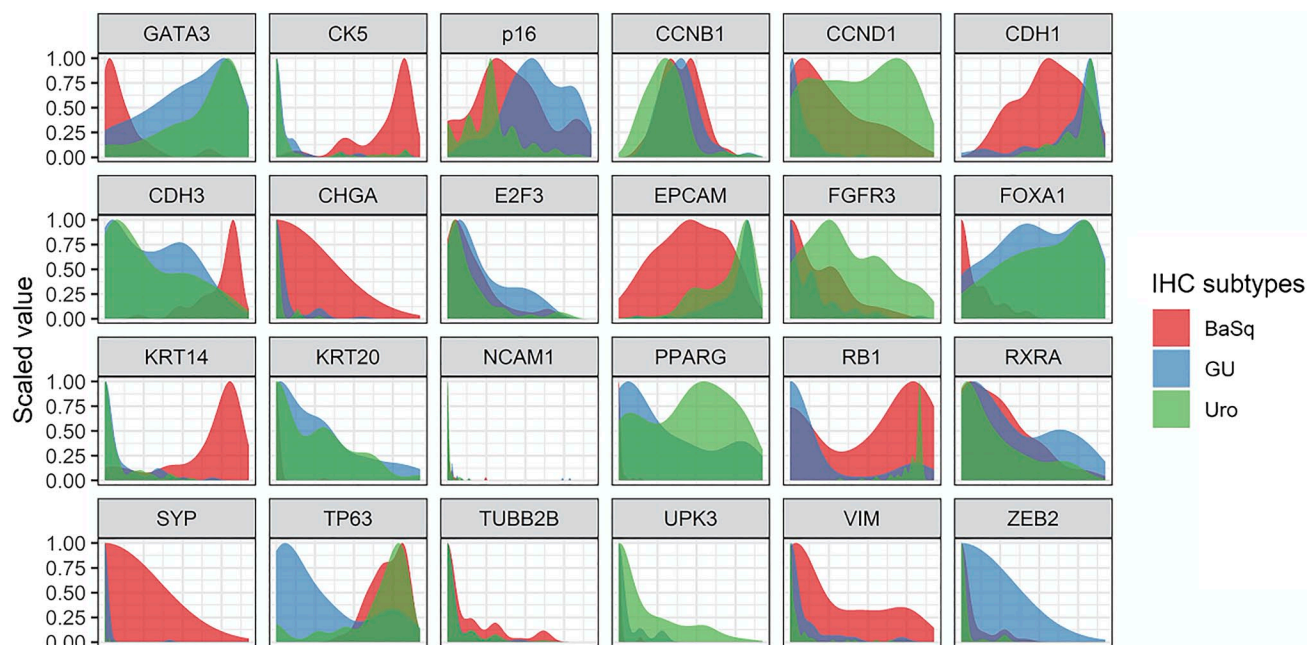 GATA3 CK5 p16 CCNB1 CCND1 CDH1
1.00
0.75
0.50
0.25
0.00
CDH3 CHGA E2F3 EPCAM FGFR3 FOXA1
1.00
0.75
0.50
0.25
0.00
Scaled value
IHC subtypes
BaSq
GU
Uro
KRT14 KRT20 NCAM1 PPARG RB1 RXRA
1.00
0.75
0.50
0.25
0.00
SYP TP63 TUBB2B UPK3 VIM ZEB2
1.00
0.75
0.50
0.25
0.00